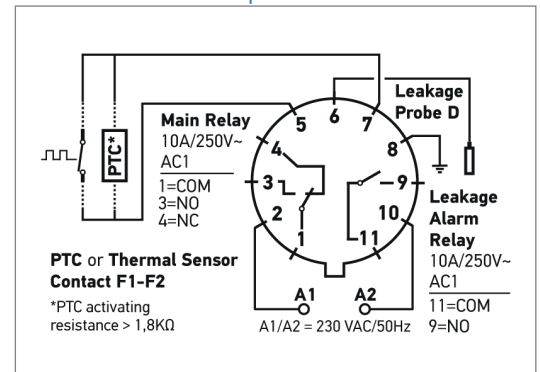 Leakage
Probe D
Main Relay
10A/250V~
AC1
1=COM
3=NO
4=NC
PTC*
5
6
7
4
8
3
9
2
10
1
11
Leakage
Alarm
Relay
10A/250V~
AC1
11=COM
9=NO
PTC or Thermal Sensor
Contact F1-F2
*PTC activating
resistance > 1,8KΩ
A1
A2
A1/A2 = 230 VAC/50Hz